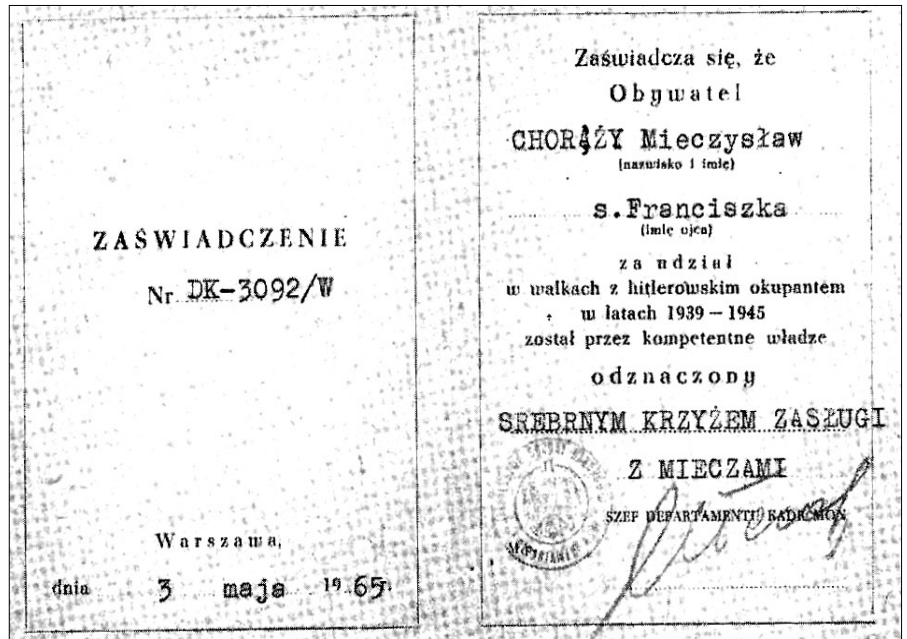 ZAŚWIADCZENIE
Nr DK-3092/W
Warszawa,
dnia 3 maja 1965r.
Zaświadcza się, że
Obywatel
CHORĄŻY Mieczysław
(nazwisko i imię)
s.Franciszka
(imię ojca)
za udział
w walkach z hitlerowskim okupantem
w latach 1939 — 1945
został przez kompetentne władze
odznaczony
SREBRNYM KRZYŻEM ZASŁUGI
Z MIECZAMI
SZEF DEPARTAMENTU KADR MON